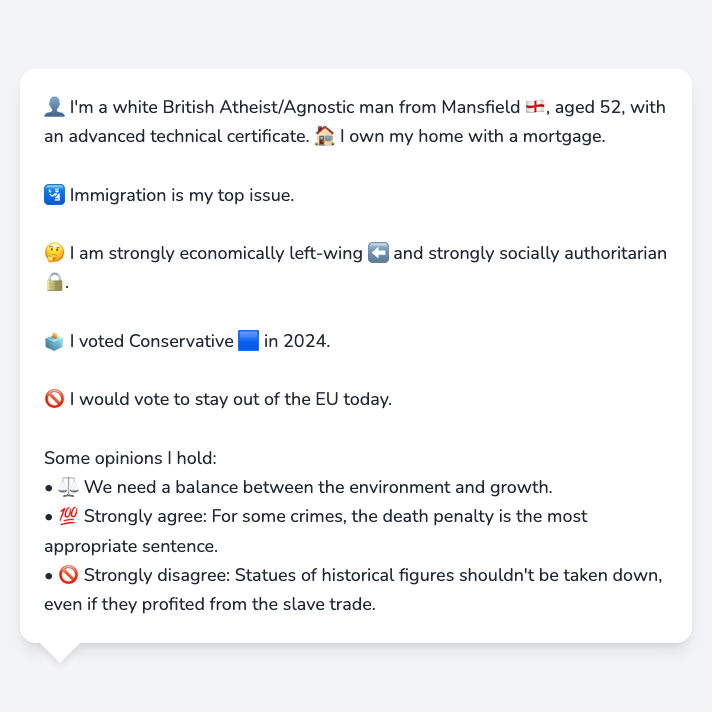 👤 I'm a white British Atheist/Agnostic man from Mansfield 🏴󠁧󠁢󠁥󠁮󠁧󠁿, aged 52, with
an advanced technical certificate. 🏠 I own my home with a mortgage.
🛂 Immigration is my top issue.
🤔 I am strongly economically left-wing ⬅️ and strongly socially authoritarian
🔒.
🗳️ I voted Conservative 🟦 in 2024.
🚫 I would vote to stay out of the EU today.
Some opinions I hold:
• ⚖️ We need a balance between the environment and growth.
• 💯 Strongly agree: For some crimes, the death penalty is the most
appropriate sentence.
• 🚫 Strongly disagree: Statues of historical figures shouldn't be taken down,
even if they profited from the slave trade.